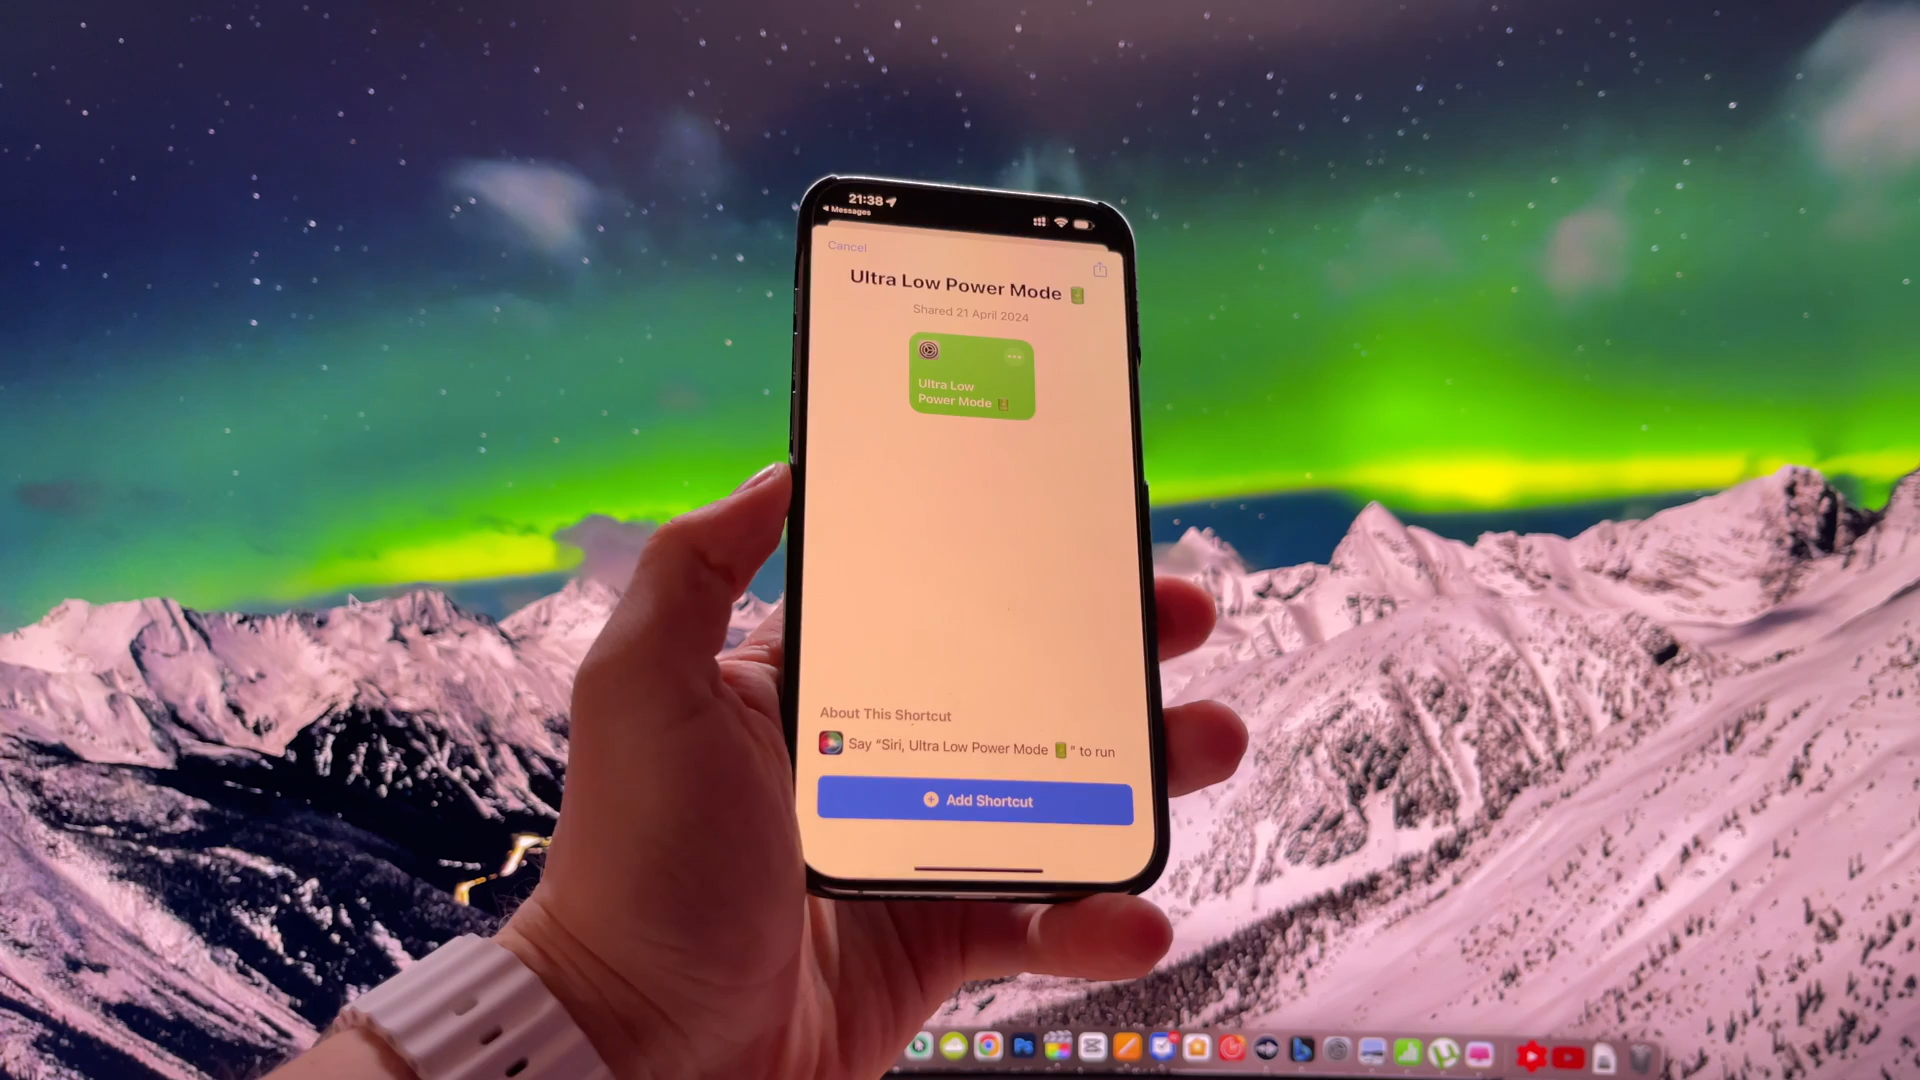 21:38
Messages
Cancel
Ultra Low Power Mode
Shared 21 April 2024
Ultra Low
Power Mode
About This Shortcut
Say “Siri, Ultra Low Power Mode ” to run
Add Shortcut
Ps